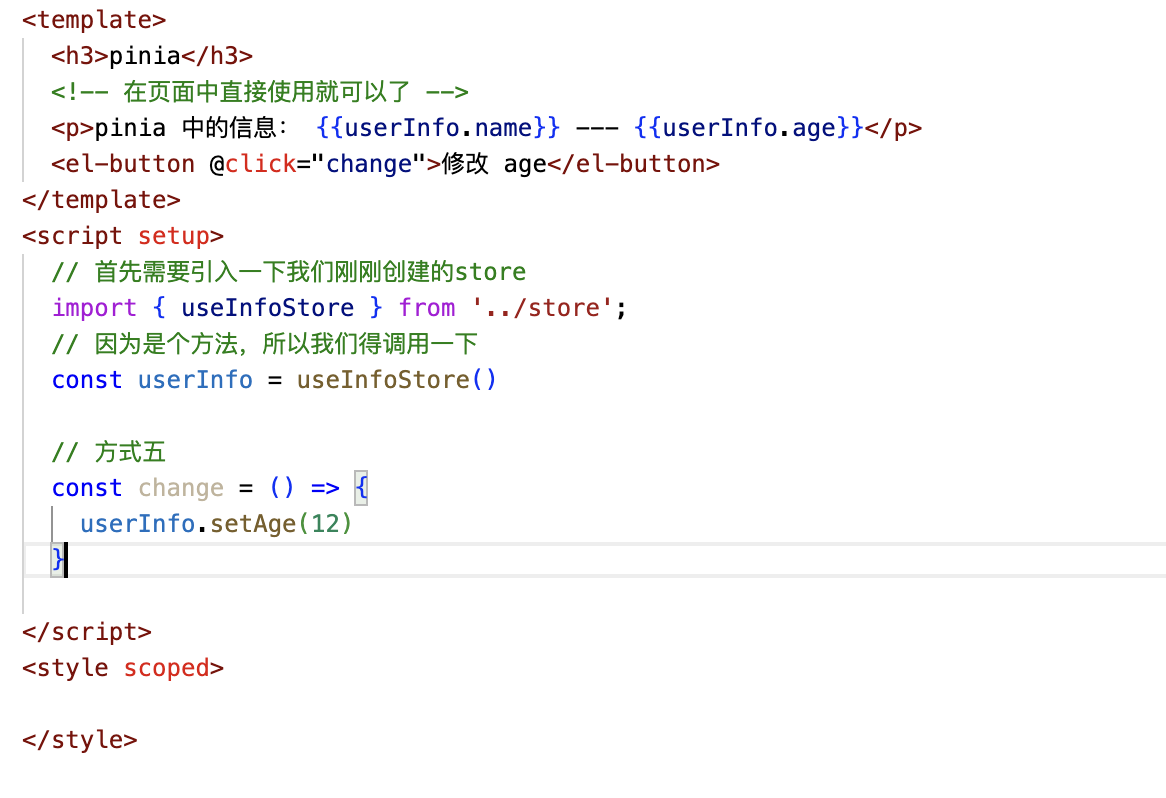 <template>
<h3>pinia</h3>
<!-- 在页面中直接使用就可以了 -->
<p>pinia 中的信息： {{userInfo.name}} --- {{userInfo.age}}</p>
<el-button @click="change">修改 age</el-button>
</template>
<script setup>
// 首先需要引入一下我们刚刚创建的store
import { useInfoStore } from '../store';
// 因为是个方法，所以我们得调用一下
const userInfo = useInfoStore()
// 方式五
const change = () => {
userInfo.setAge(12)
}
</script>
<style scoped>
</style>